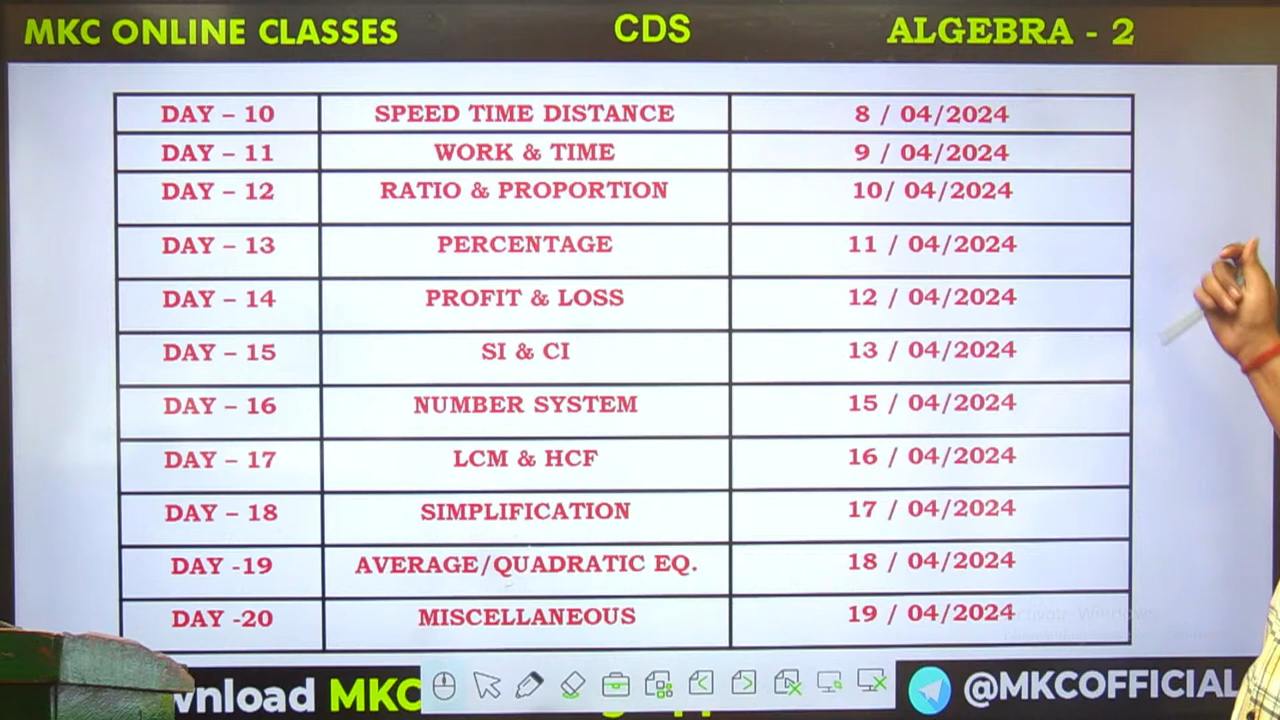 MKC ONLINE CLASSES CDS ALGEBRA - 2
DAY – 10 SPEED TIME DISTANCE 8 / 04/2024
DAY – 11 WORK & TIME 9 / 04/2024
DAY – 12 RATIO & PROPORTION 10/ 04/2024
DAY – 13 PERCENTAGE 11 / 04/2024
DAY – 14 PROFIT & LOSS 12 / 04/2024
DAY – 15 SI & CI 13 / 04/2024
DAY – 16 NUMBER SYSTEM 15 / 04/2024
DAY – 17 LCM & HCF 16 / 04/2024
DAY – 18 SIMPLIFICATION 17 / 04/2024
DAY -19 AVERAGE/QUADRATIC EQ. 18 / 04/2024
DAY -20 MISCELLANEOUS 19 / 04/2024
wnload MKC @MKCOFFICIAL